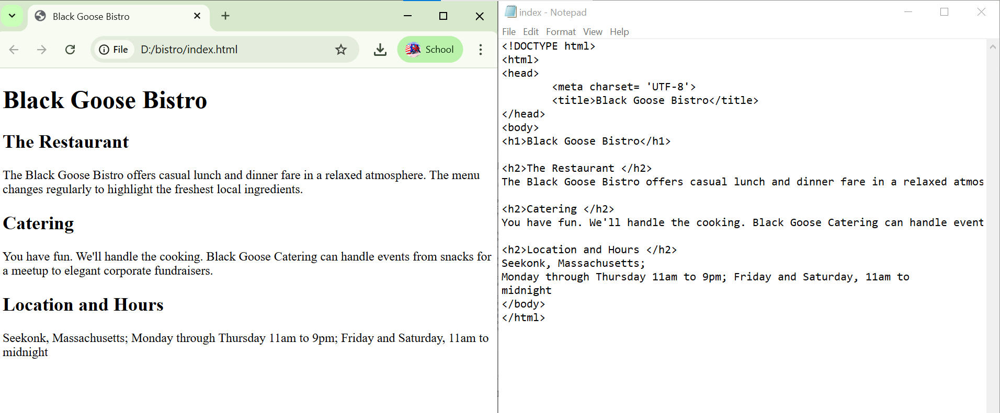 Black Goose Bistro
File
D:/bistro/index.html
School
Black Goose Bistro
The Restaurant
The Black Goose Bistro offers casual lunch and dinner fare in a relaxed atmosphere. The menu
changes regularly to highlight the freshest local ingredients.
Catering
You have fun. We'll handle the cooking. Black Goose Catering can handle events from snacks for
a meetup to elegant corporate fundraisers.
Location and Hours
Seekonk, Massachusetts; Monday through Thursday 11am to 9pm; Friday and Saturday, 11am to
midnight
index - Notepad
File Edit Format View Help
<!DOCTYPE html>
<html>
<head>
<meta charset= 'UTF-8'>
<title>Black Goose Bistro</title>
</head>
<body>
<h1>Black Goose Bistro</h1>
<h2>The Restaurant </h2>
The Black Goose Bistro offers casual lunch and dinner fare in a relaxed atmos
<h2>Catering </h2>
You have fun. We'll handle the cooking. Black Goose Catering can handle event
<h2>Location and Hours </h2>
Seekonk, Massachusetts;
Monday through Thursday 11am to 9pm; Friday and Saturday, 11am to
midnight
</body>
</html>